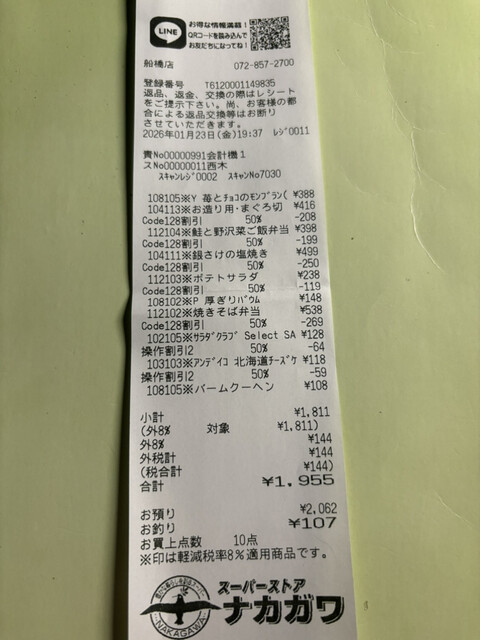 LINE
お得な情報満載!
QRコードを読み込んで
お友だちになってね!
船橋店 072-857-2700
登録番号 T6120001149835
返品、返金、交換の際はレシート
をご提示下さい。尚、お客様の都
合による返品交換等はお断り
させていただきます。
2026年01月23日(金)19:37 レジ0011
責No00000991会計機1
スNo00000011西木
スキャンレジ0002 スキャンNo7030
108105※Y 苺とチョコのモンブラン( ¥388
104113※お造り用・まぐろ切 ¥416
Code128割引 50% -208
112104※鮭と野沢菜ご飯弁当 ¥398
Code128割引 50% -199
104111※銀さけの塩焼き ¥499
Code128割引 50% -250
112103※ポテトサラダ ¥238
Code128割引 50% -119
108102※P 厚ぎりバウム ¥148
112102※焼きそば弁当 ¥538
Code128割引 50% -269
102105※サラダクラブ Select SA ¥128
操作割引2 50% -64
103103※アンデイコ 北海道チーズケ ¥118
操作割引2 50% -59
108105※バームクーヘン ¥108
小計 ¥1,811
(外8% 対象 ¥1,811)
外8% ¥144
外税計 ¥144
(税合計 ¥144)
合計 ¥1,955
お預り ¥2,062
お釣り ¥107
お買上点数 10点
※印は軽減税率8%適用商品です。
スーパーストア
ナカガワ
NAKAGAWA